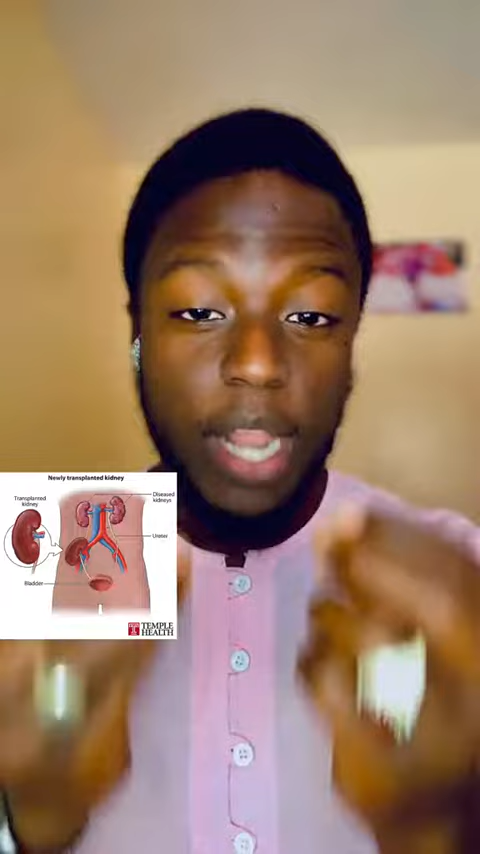 Newly transplanted kidney
Transplanted
kidney
Diseased
kidneys
Ureter
Bladder
TEMPLE
HEALTH